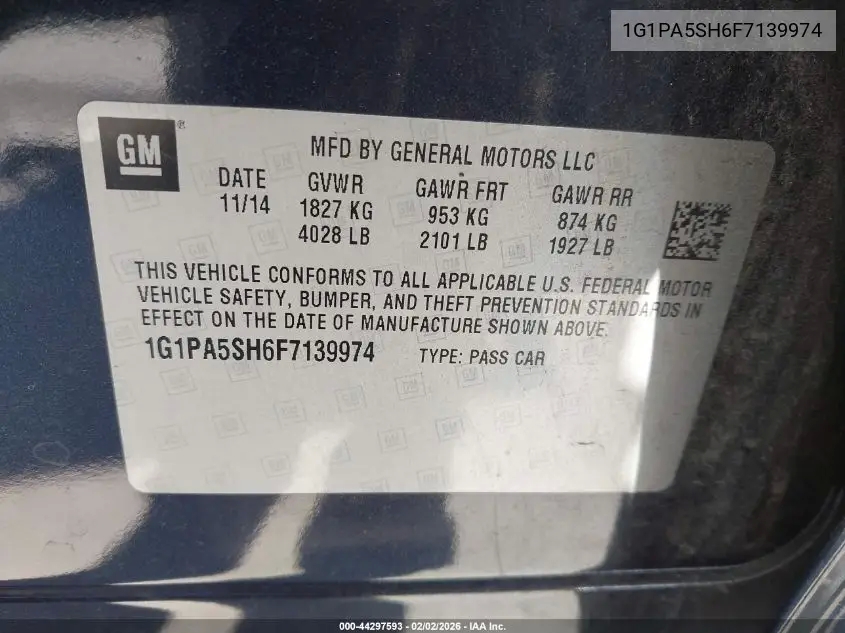 1G1PA5SH6F7139974
GM®
MFD BY GENERAL MOTORS LLC
DATE GVWR GAWR FRT GAWR RR
11/14 1827 KG 953 KG 874 KG
4028 LB 2101 LB 1927 LB
THIS VEHICLE CONFORMS TO ALL APPLICABLE U.S. FEDERAL MOTOR
VEHICLE SAFETY, BUMPER, AND THEFT PREVENTION STANDARDS IN
EFFECT ON THE DATE OF MANUFACTURE SHOWN ABOVE.
1G1PA5SH6F7139974 TYPE: PASS CAR
000-44297593 - 02/02/2026 - IAA Inc.